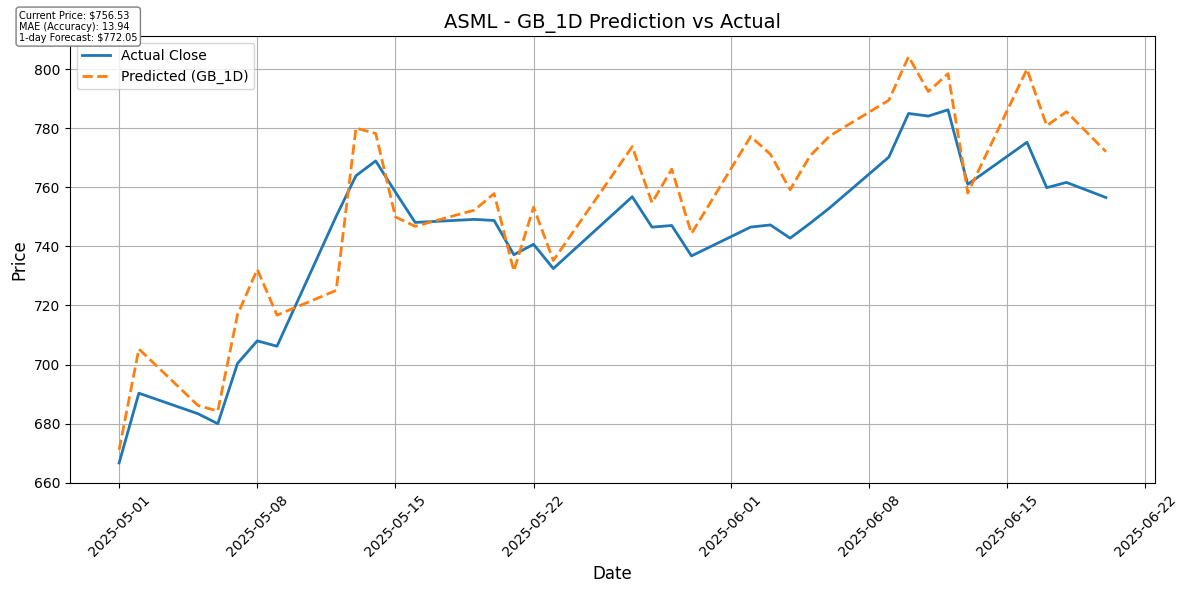 ASML - GB_1D Prediction vs Actual
Current Price: $756.53
MAE (Accuracy): 13.94
1-day Forecast: $772.05
Actual Close
Predicted (GB_1D)
Price
800
780
760
740
720
700
680
660
2025-05-01
2025-05-08
2025-05-15
2025-05-22
2025-06-01
2025-06-08
2025-06-15
2025-06-22
Date